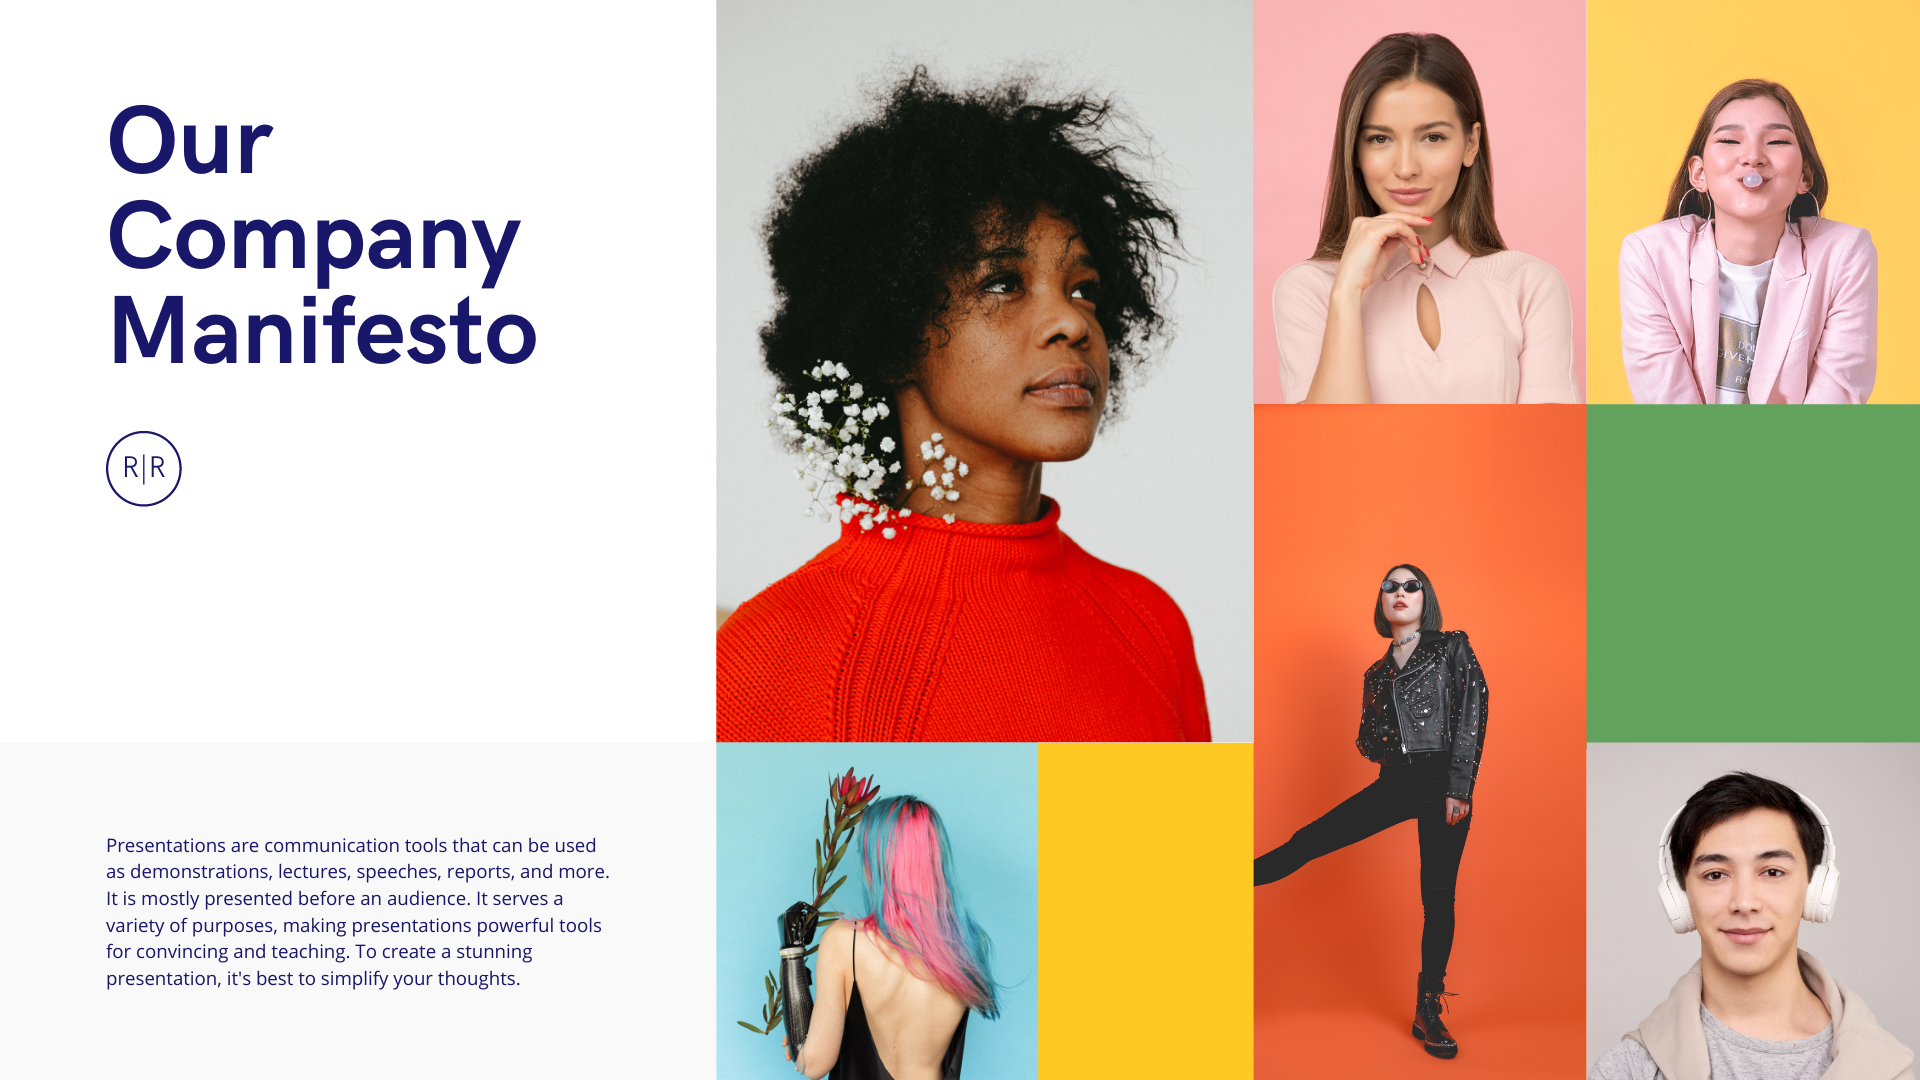 Our
Company
Manifesto
R|R
Presentations are communication tools that can be used
as demonstrations, lectures, speeches, reports, and more.
It is mostly presented before an audience. It serves a
variety of purposes, making presentations powerful tools
for convincing and teaching. To create a stunning
presentation, it's best to simplify your thoughts.